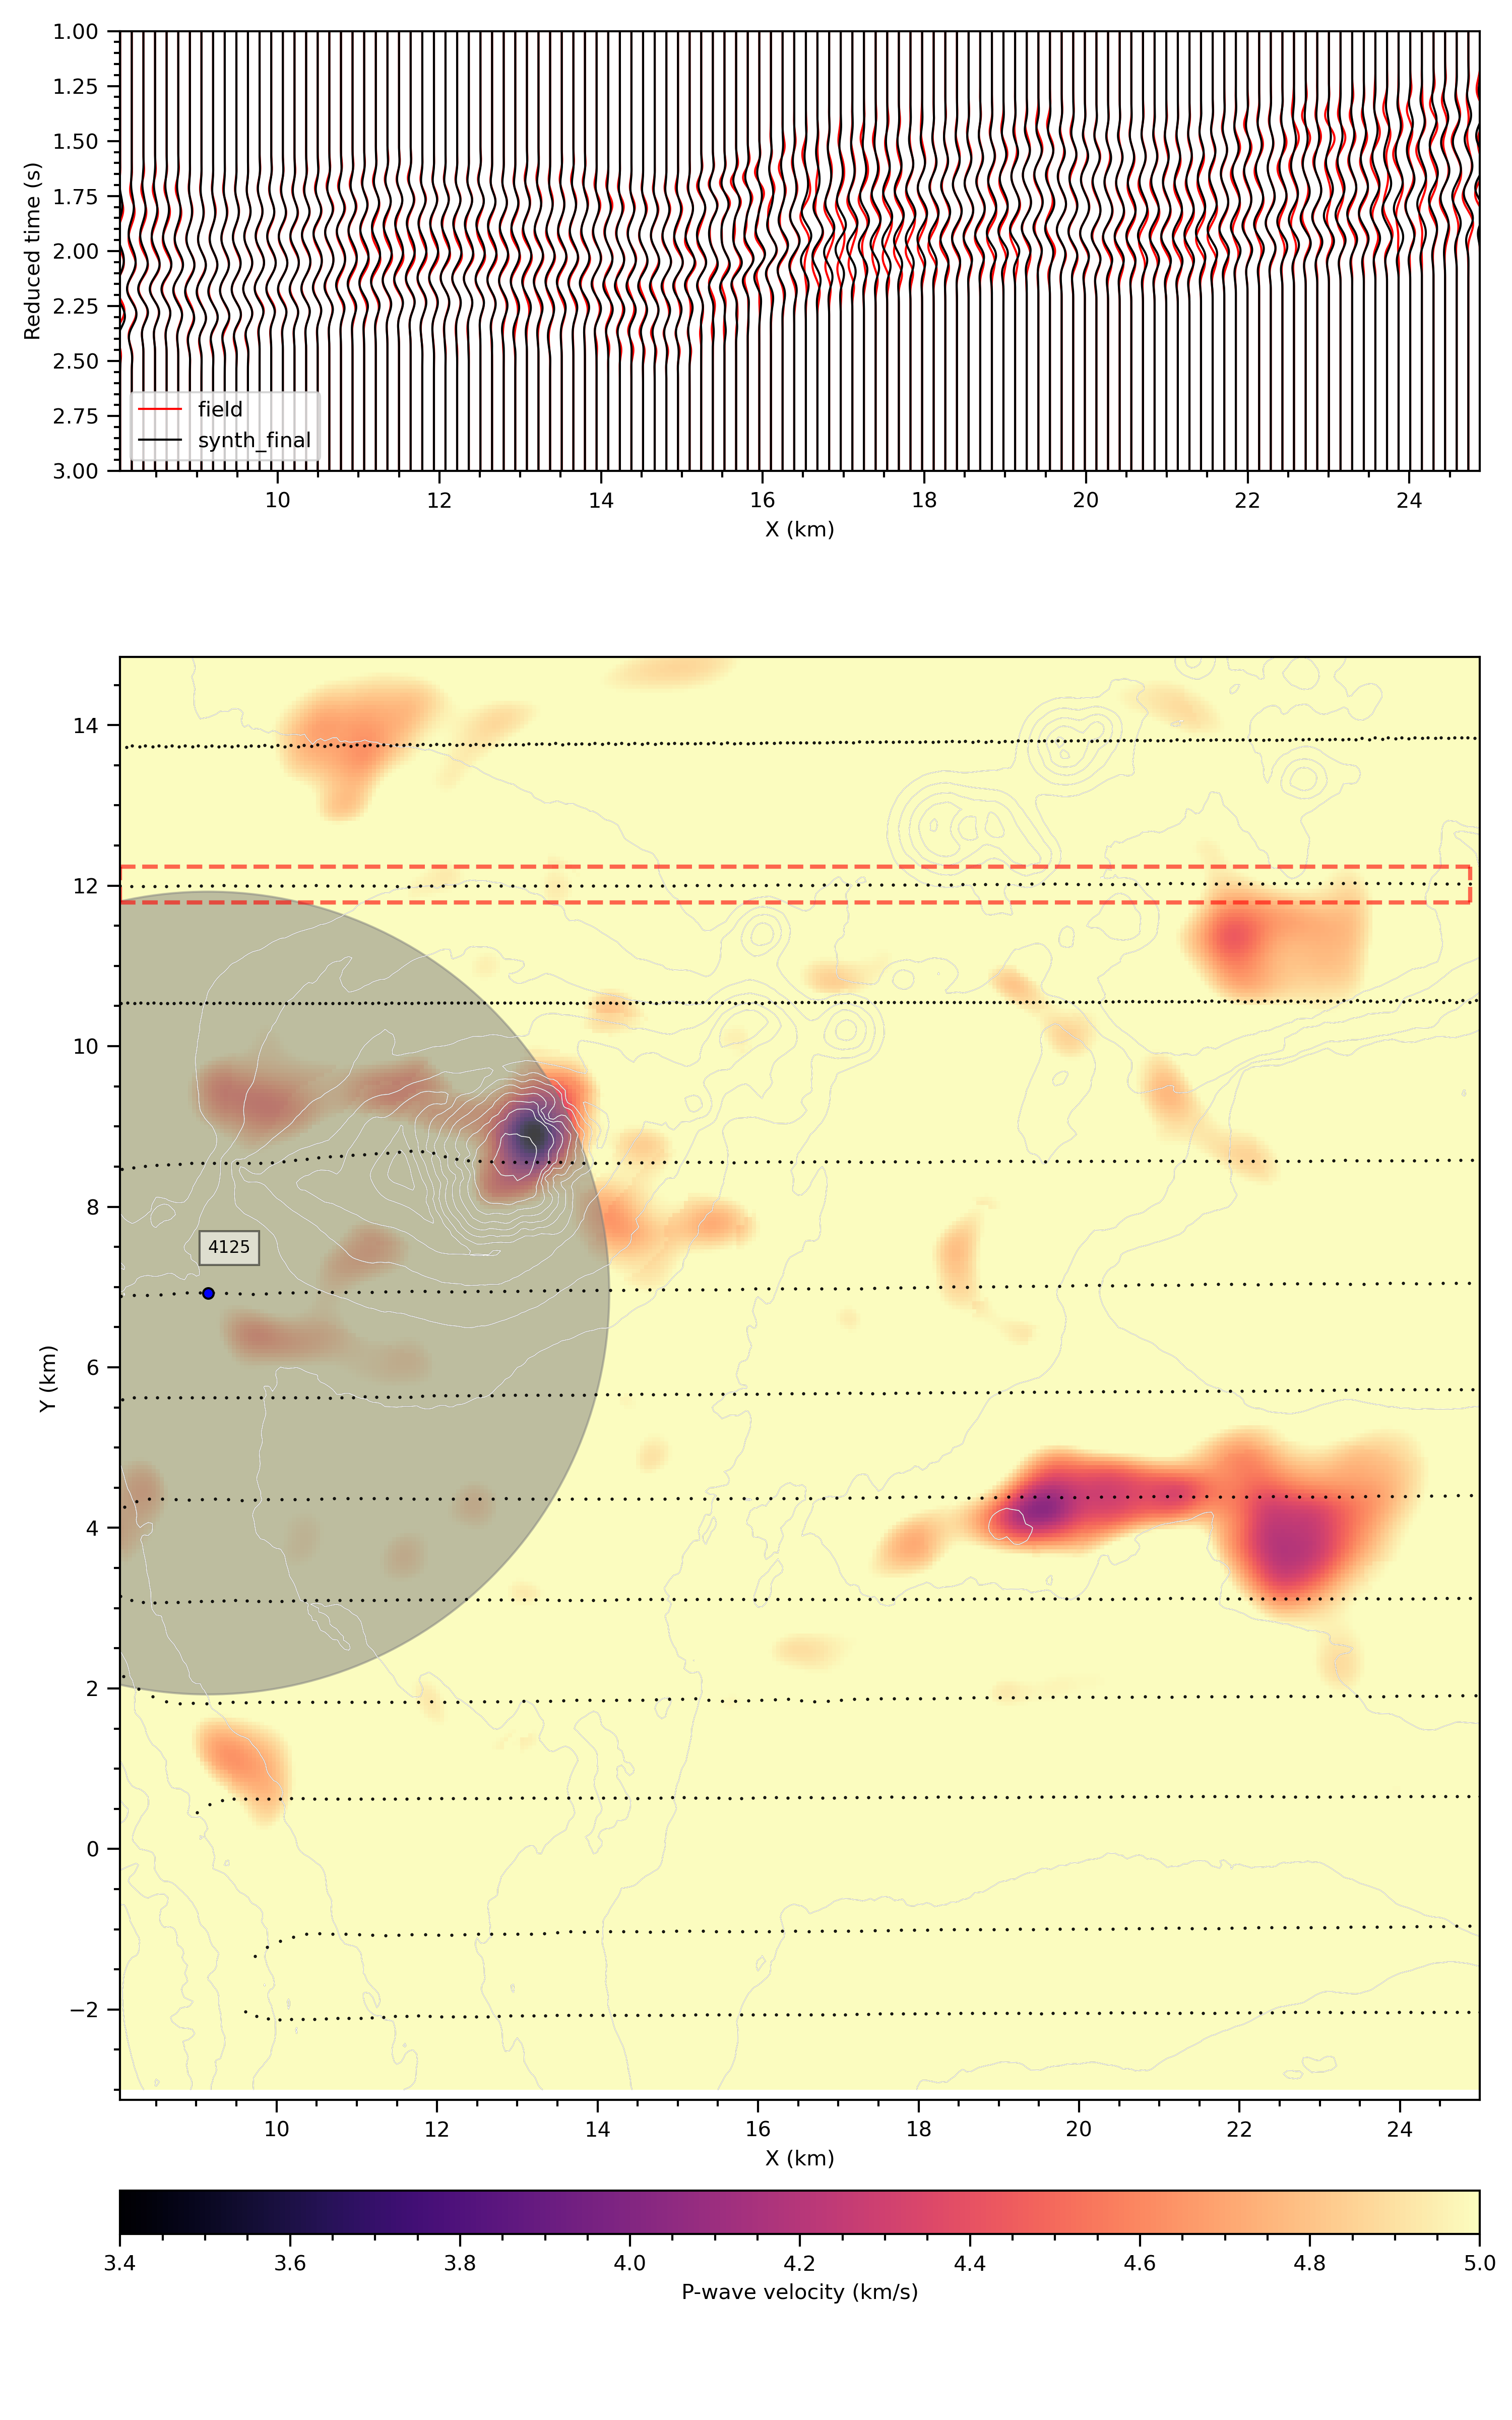 1.00
1.25
1.50
1.75
2.00
2.25
2.50
2.75
3.00
Reduced time (s)
field
synth_final
10 12 14 16 18 20 22 24
X (km)
14
12
10
8
6
4
2
0
−2
Y (km)
4125
10 12 14 16 18 20 22 24
X (km)
3.4 3.6 3.8 4.0 4.2 4.4 4.6 4.8 5.0
P-wave velocity (km/s)